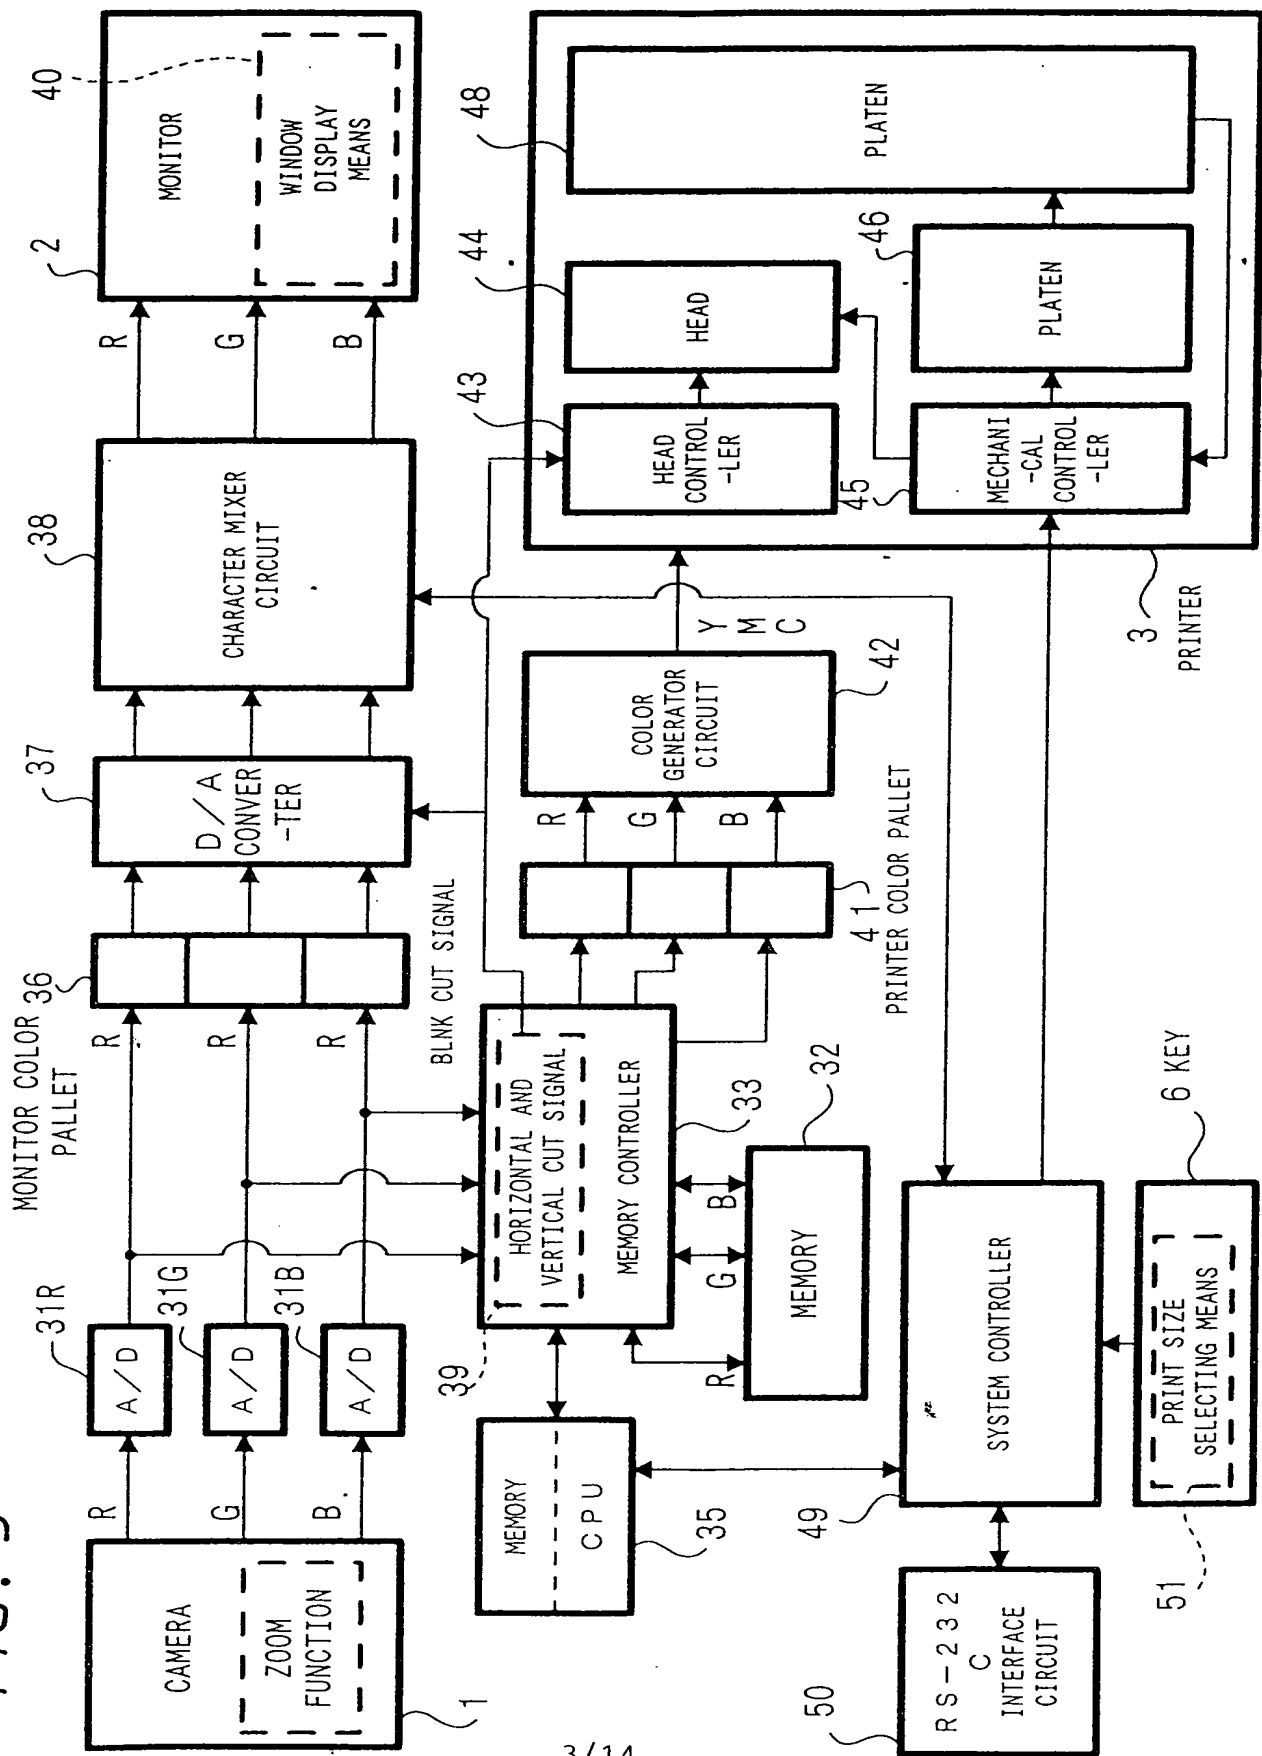 CAMERA
ZOOM
FUNCTION
1
R
G
B
31R
A/D
31G
A/D
31B
A/D
MONITOR COLOR
PALLET
36
R
R
R
37
D/A
CONVER
-TER
38
CHARACTER MIXER
CIRCUIT
R
G
B
2
MONITOR
40
WINDOW
DISPLAY
MEANS
BLNK CUT SIGNAL
MEMORY
CPU
35
39
HORIZONTAL AND
VERTICAL CUT SIGNAL
MEMORY CONTROLLER
33
R
G
B
MEMORY
32
41
PRINTER COLOR PALLET
R
G
B
COLOR
GENERATOR
CIRCUIT
42
Y
M
C
43
HEAD
CONTROL
-LER
44
HEAD
45
MECHANI
-CAL
CONTROL
-LER
46
PLATEN
48
PLATEN
3
PRINTER
50
RS-232
C
INTERFACE
CIRCUIT
49
SYSTEM CONTROLLER
51
PRINT SIZE
SELECTING MEANS
6 KEY
3/14